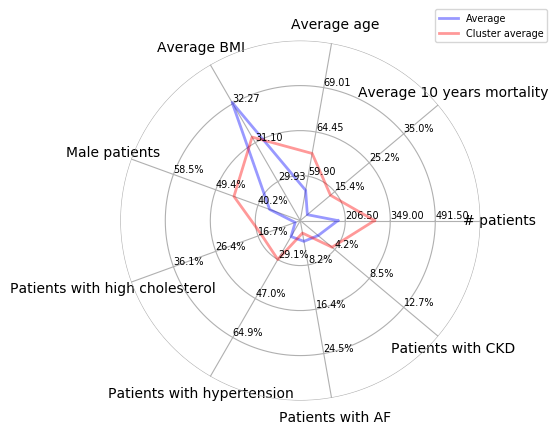 Average
Cluster average
Average age
Average BMI
69.01
Average 10 years mortality
32.27
35.0%
64.45
31.10
Male patients
25.2%
58.5%
59.90
29.93
49.4%
15.4%
40.2%
206.50
349.00
491.50
# patients
16.7%
4.2%
26.4%
29.1%
8.2%
36.1%
8.5%
Patients with high cholesterol
47.0%
16.4%
12.7%
64.9%
24.5%
Patients with CKD
Patients with hypertension
Patients with AF